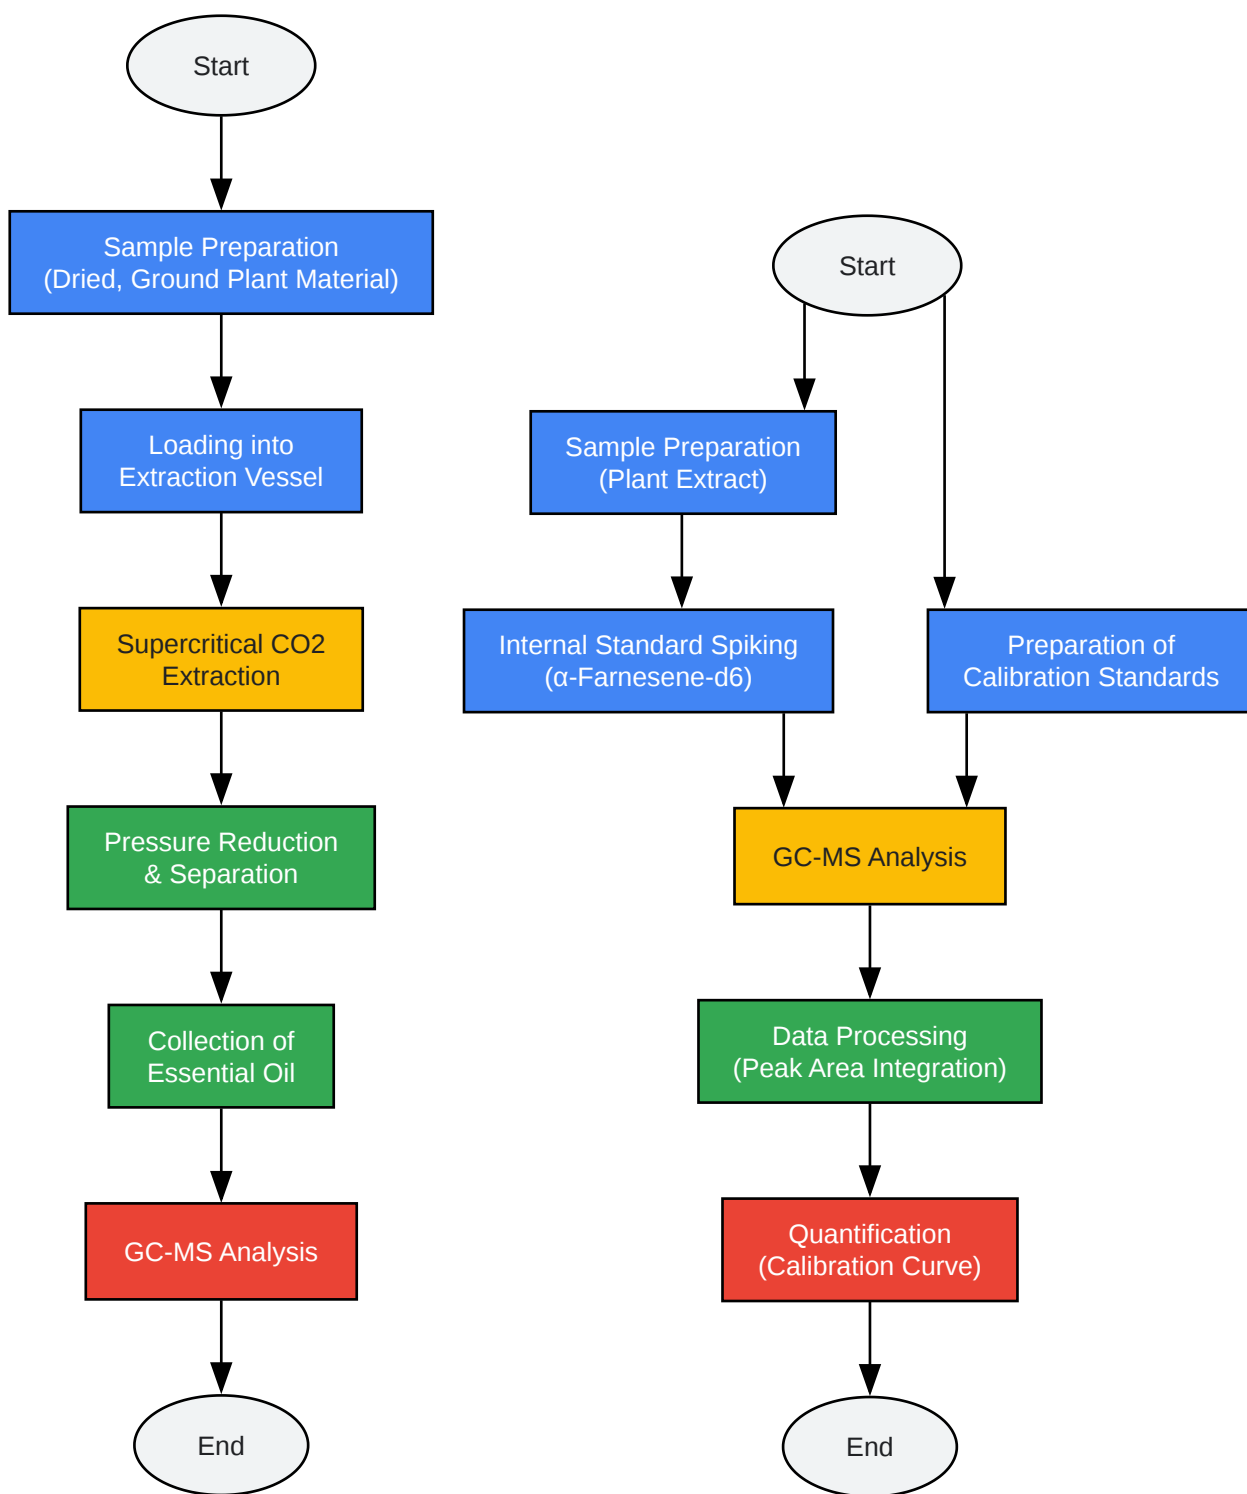 Start
Sample Preparation
(Dried, Ground Plant Material)
Loading into
Extraction Vessel
Supercritical CO2
Extraction
Pressure Reduction
& Separation
Collection of
Essential Oil
GC-MS Analysis
End
Start
Sample Preparation
(Plant Extract)
Internal Standard Spiking
(α-Farnesene-d6)
Preparation of
Calibration Standards
GC-MS Analysis
Data Processing
(Peak Area Integration)
Quantification
(Calibration Curve)
End